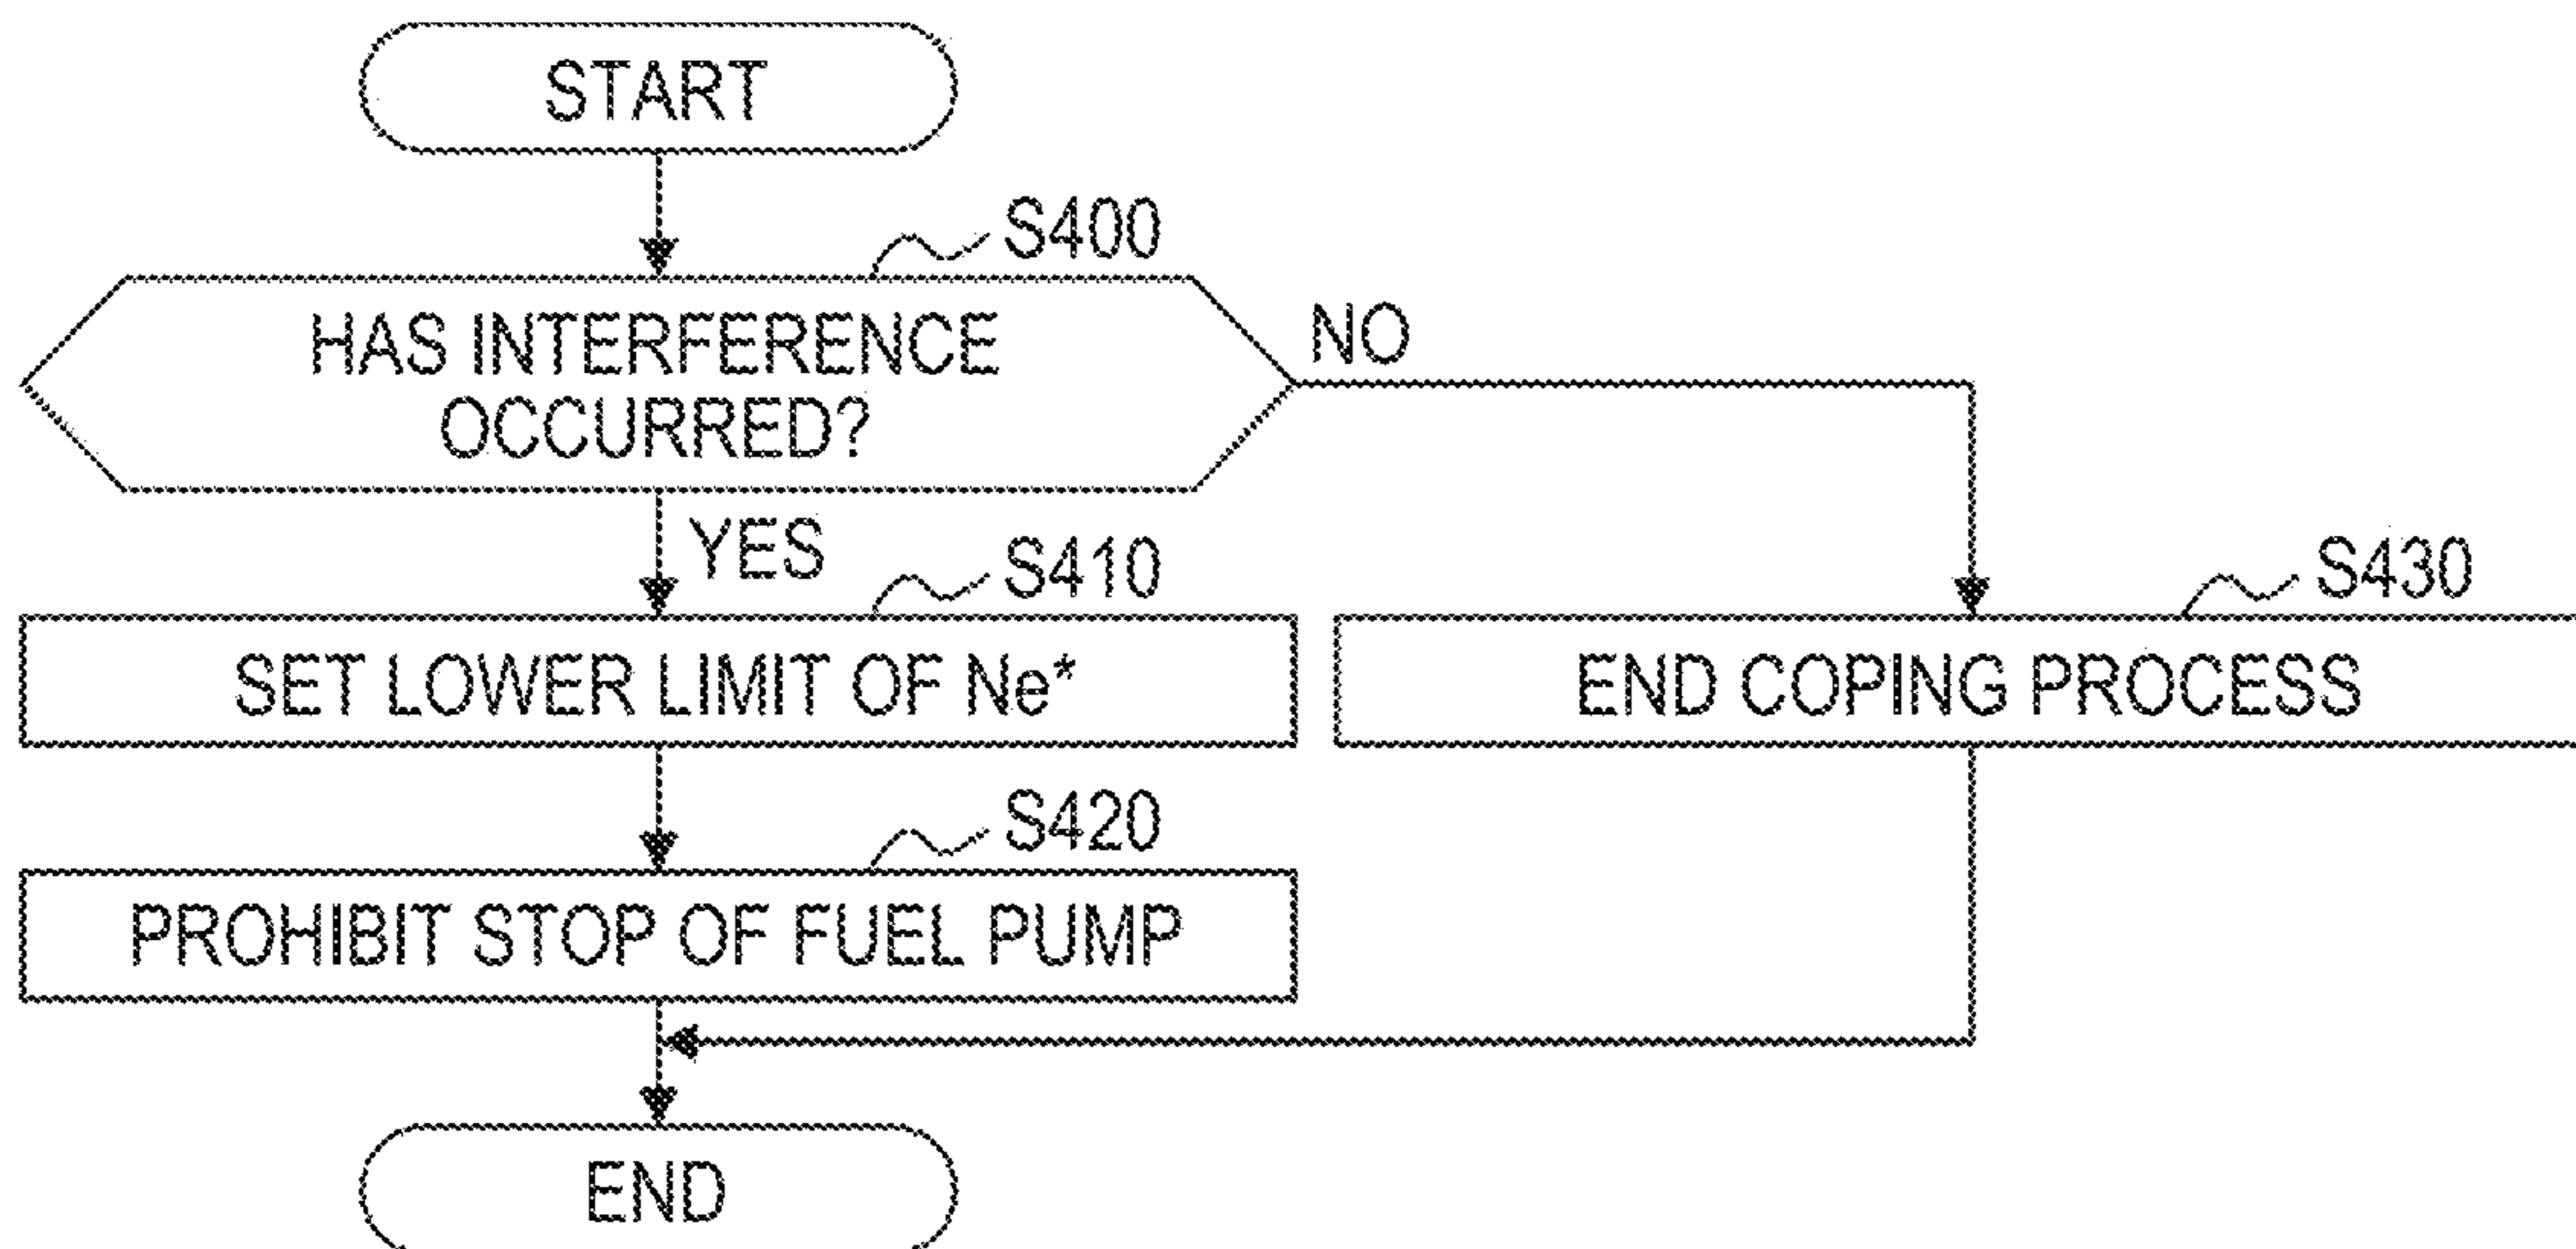 START
S400
HAS INTERFERENCE
OCCURRED?
NO
YES
S410
SET LOWER LIMIT OF Ne*
S430
END COPING PROCESS
S420
PROHIBIT STOP OF FUEL PUMP
END